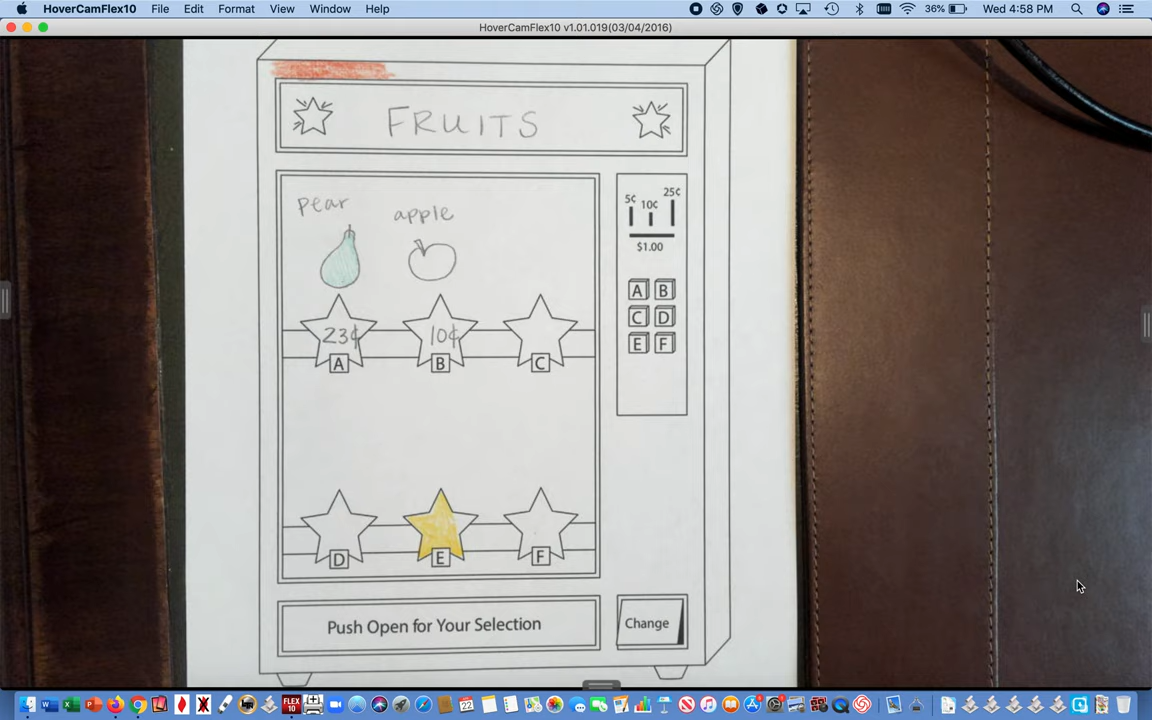 HoverCamFlex10 File Edit Format View Window Help 36% Wed 4:58 PM
HoverCamFlex10 v1.01.019(03/04/2016)
FRUITS
pear apple
5¢ 10¢ 25¢
$1.00
A B
C D
E F
23¢ 10¢
A B C
D E F
Push Open for Your Selection
Change